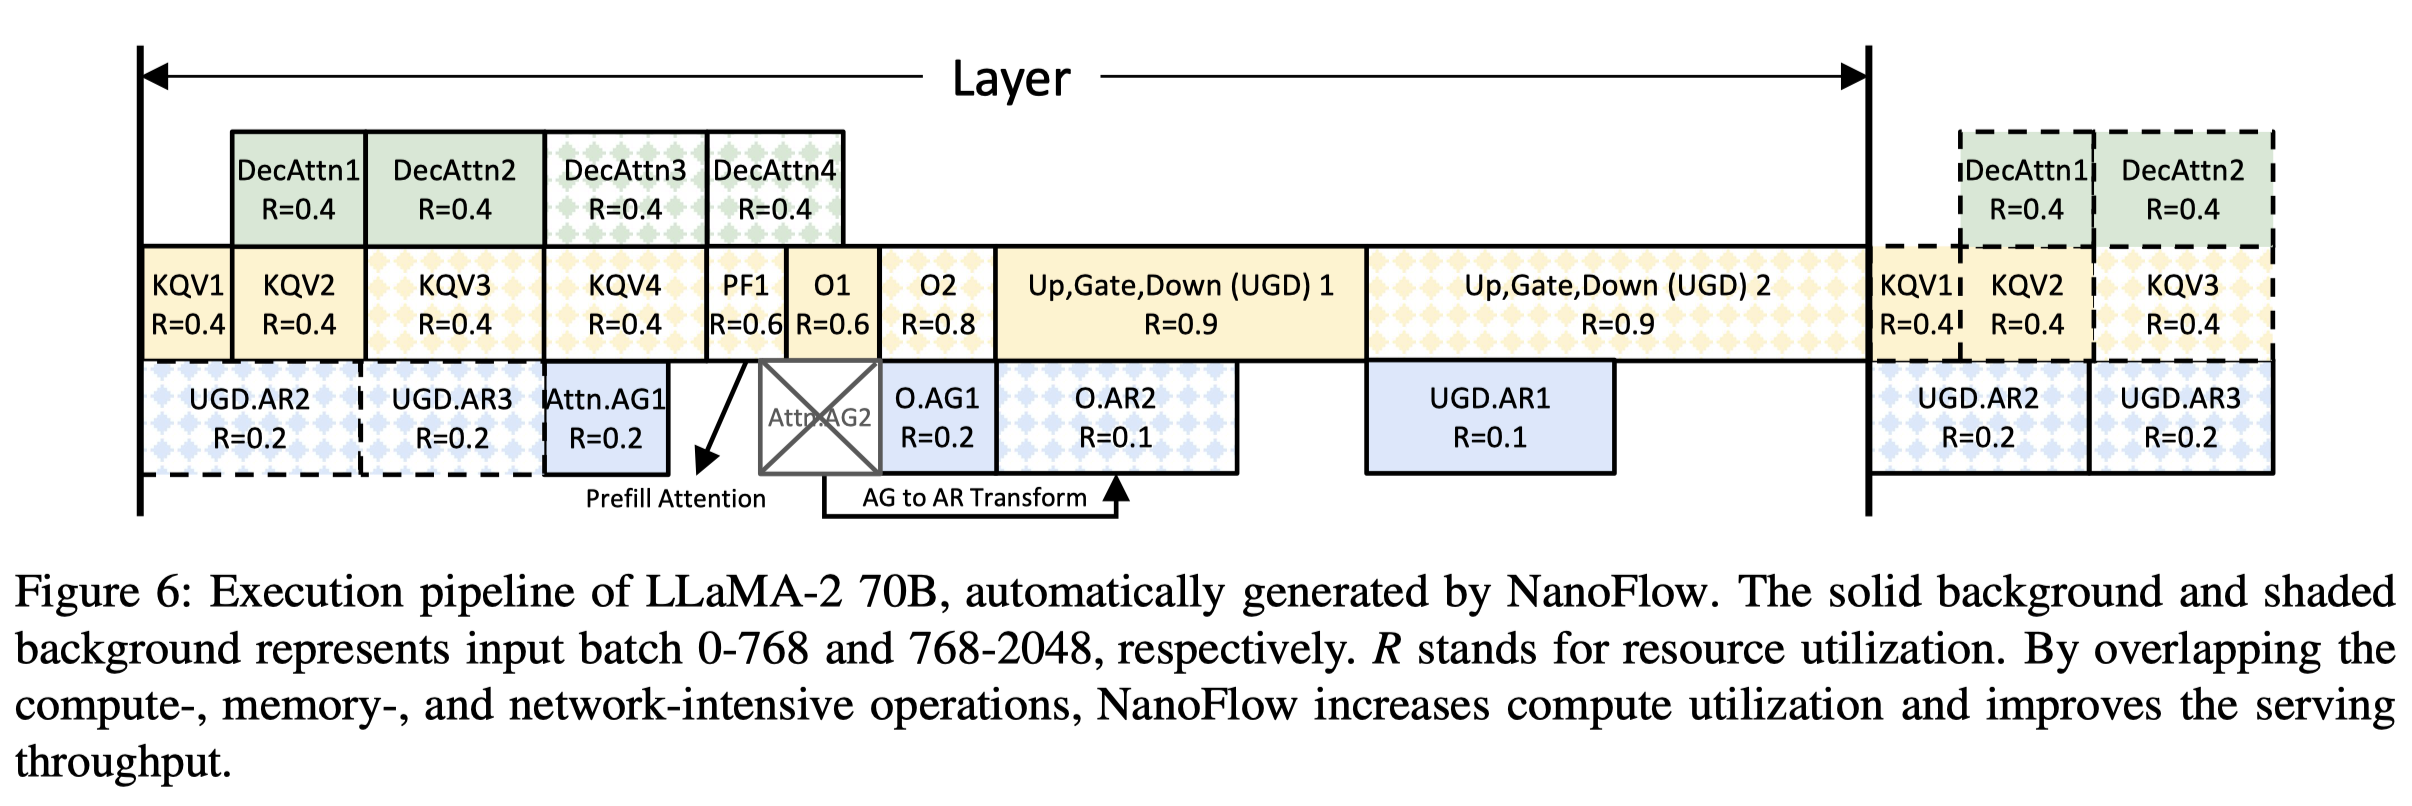 Layer
DecAttn1
R=0.4
DecAttn2
R=0.4
DecAttn3
R=0.4
DecAttn4
R=0.4
DecAttn1
R=0.4
DecAttn2
R=0.4
KQV1
R=0.4
KQV2
R=0.4
KQV3
R=0.4
KQV4
R=0.4
PF1
R=0.6
O1
R=0.6
O2
R=0.8
Up,Gate,Down (UGD) 1
R=0.9
Up,Gate,Down (UGD) 2
R=0.9
KQV1
R=0.4
KQV2
R=0.4
KQV3
R=0.4
UGD.AR2
R=0.2
UGD.AR3
R=0.2
Attn.AG1
R=0.2
Attn.AG2
O.AG1
R=0.2
O.AR2
R=0.1
UGD.AR1
R=0.1
UGD.AR2
R=0.2
UGD.AR3
R=0.2
Prefill Attention
AG to AR Transform
Figure 6: Execution pipeline of LLaMA-2 70B, automatically generated by NanoFlow. The solid background and shaded
background represents input batch 0-768 and 768-2048, respectively. R stands for resource utilization. By overlapping the
compute-, memory-, and network-intensive operations, NanoFlow increases compute utilization and improves the serving
throughput.